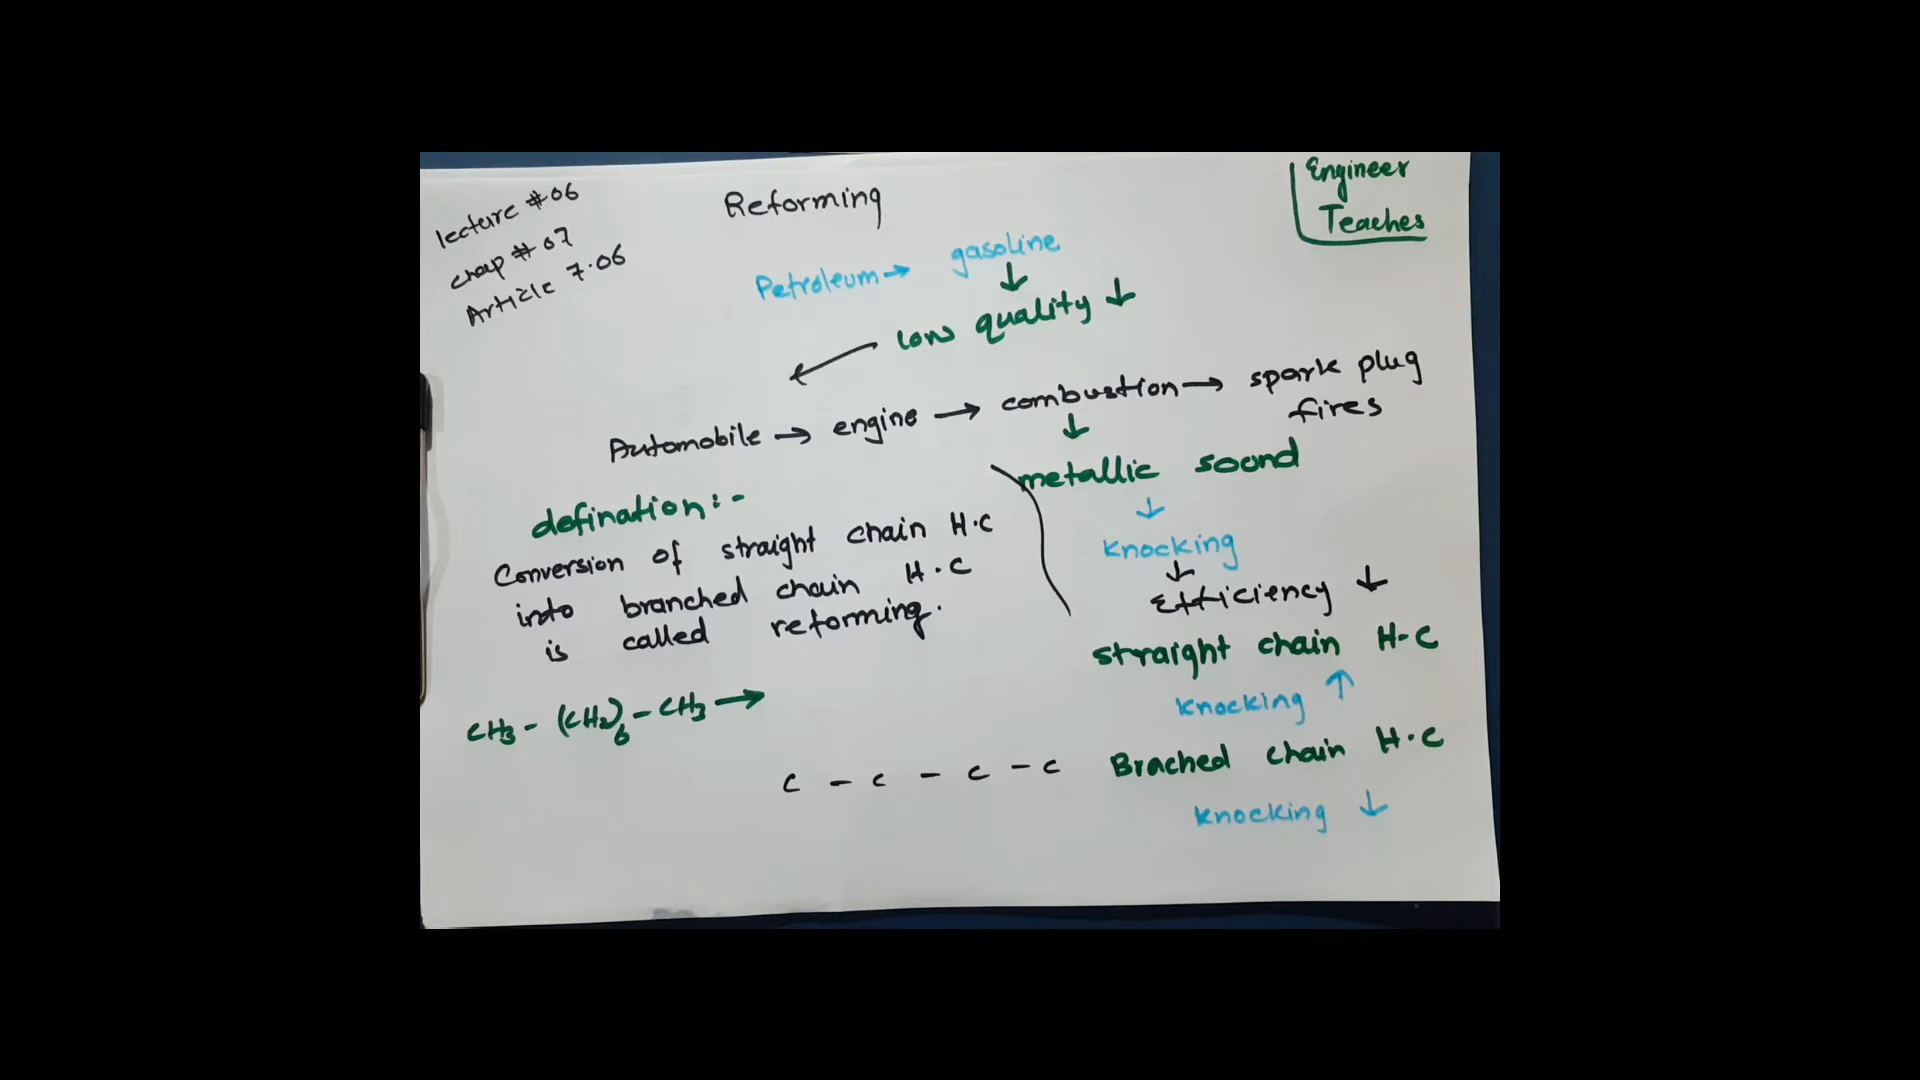 lecture #06
chap # 07
Article 7.06
Reforming
Engineer
Teaches
Petroleum → gasoline
↓
low quality ↓
Automobile → engine → combustion → spark plug
fires
↓
metallic sound
↓
knocking
↓
Efficiency ↓
defination:-
Conversion of straight chain H.C
into branched chain H.C
is called reforming.
straight chain H-C
knocking ↑
CH3 - (CH2)6 - CH3 →
C - C - C - C
Brached chain H.C
knocking ↓